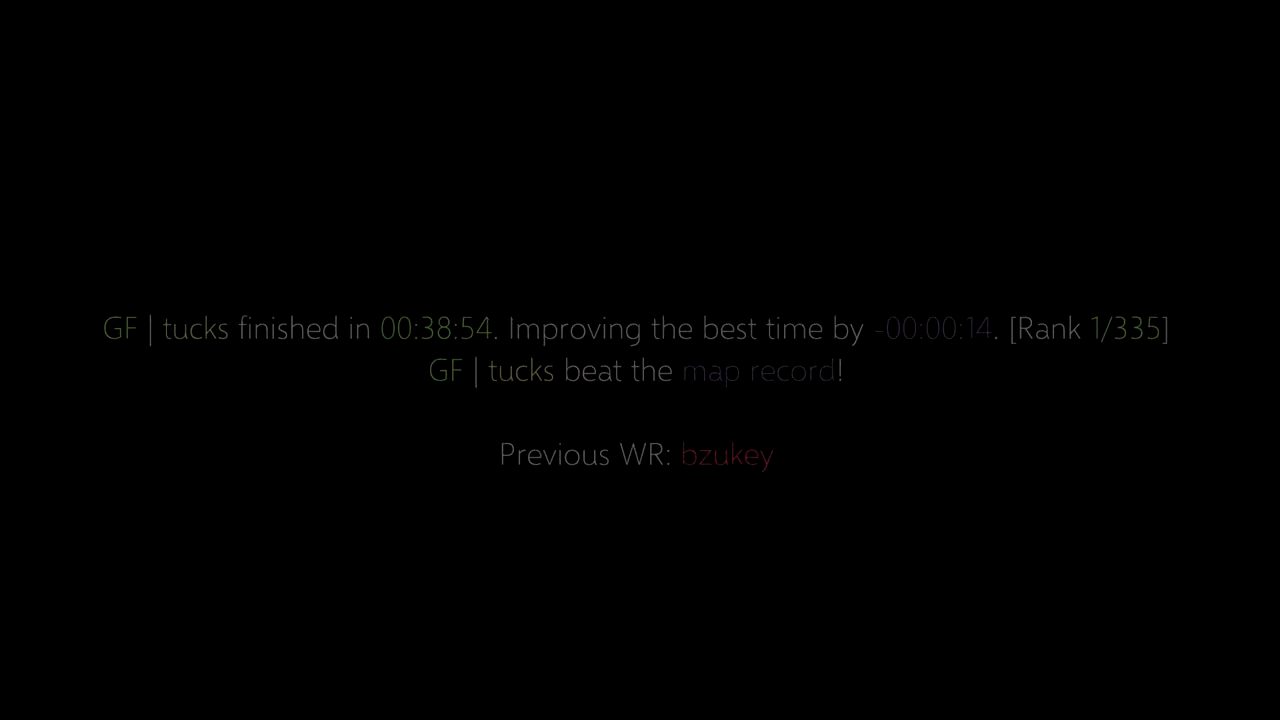 GF | tucks finished in 00:38:54. Improving the best time by -00:00:14. [Rank 1/335]
GF | tucks beat the map record!
Previous WR: bzukey